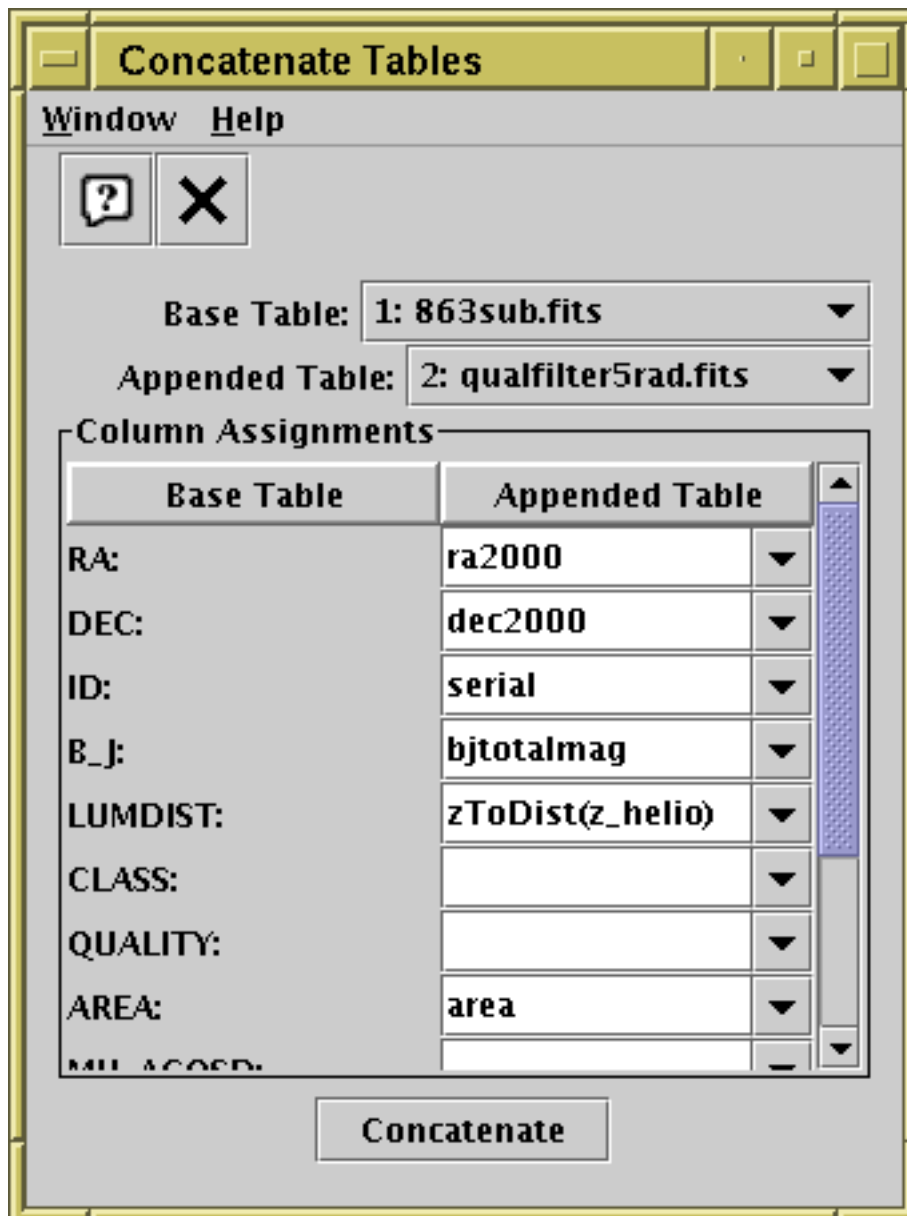 Concatenate Tables
Window Help
?
Base Table: 1: 863sub.fits
Appended Table: 2: qualfilter5rad.fits
Column Assignments
Base Table Appended Table
RA: ra2000
DEC: dec2000
ID: serial
B_J: bjtotalmag
LUMDIST: zToDist(z_helio)
CLASS:
QUALITY:
AREA: area
Concatenate